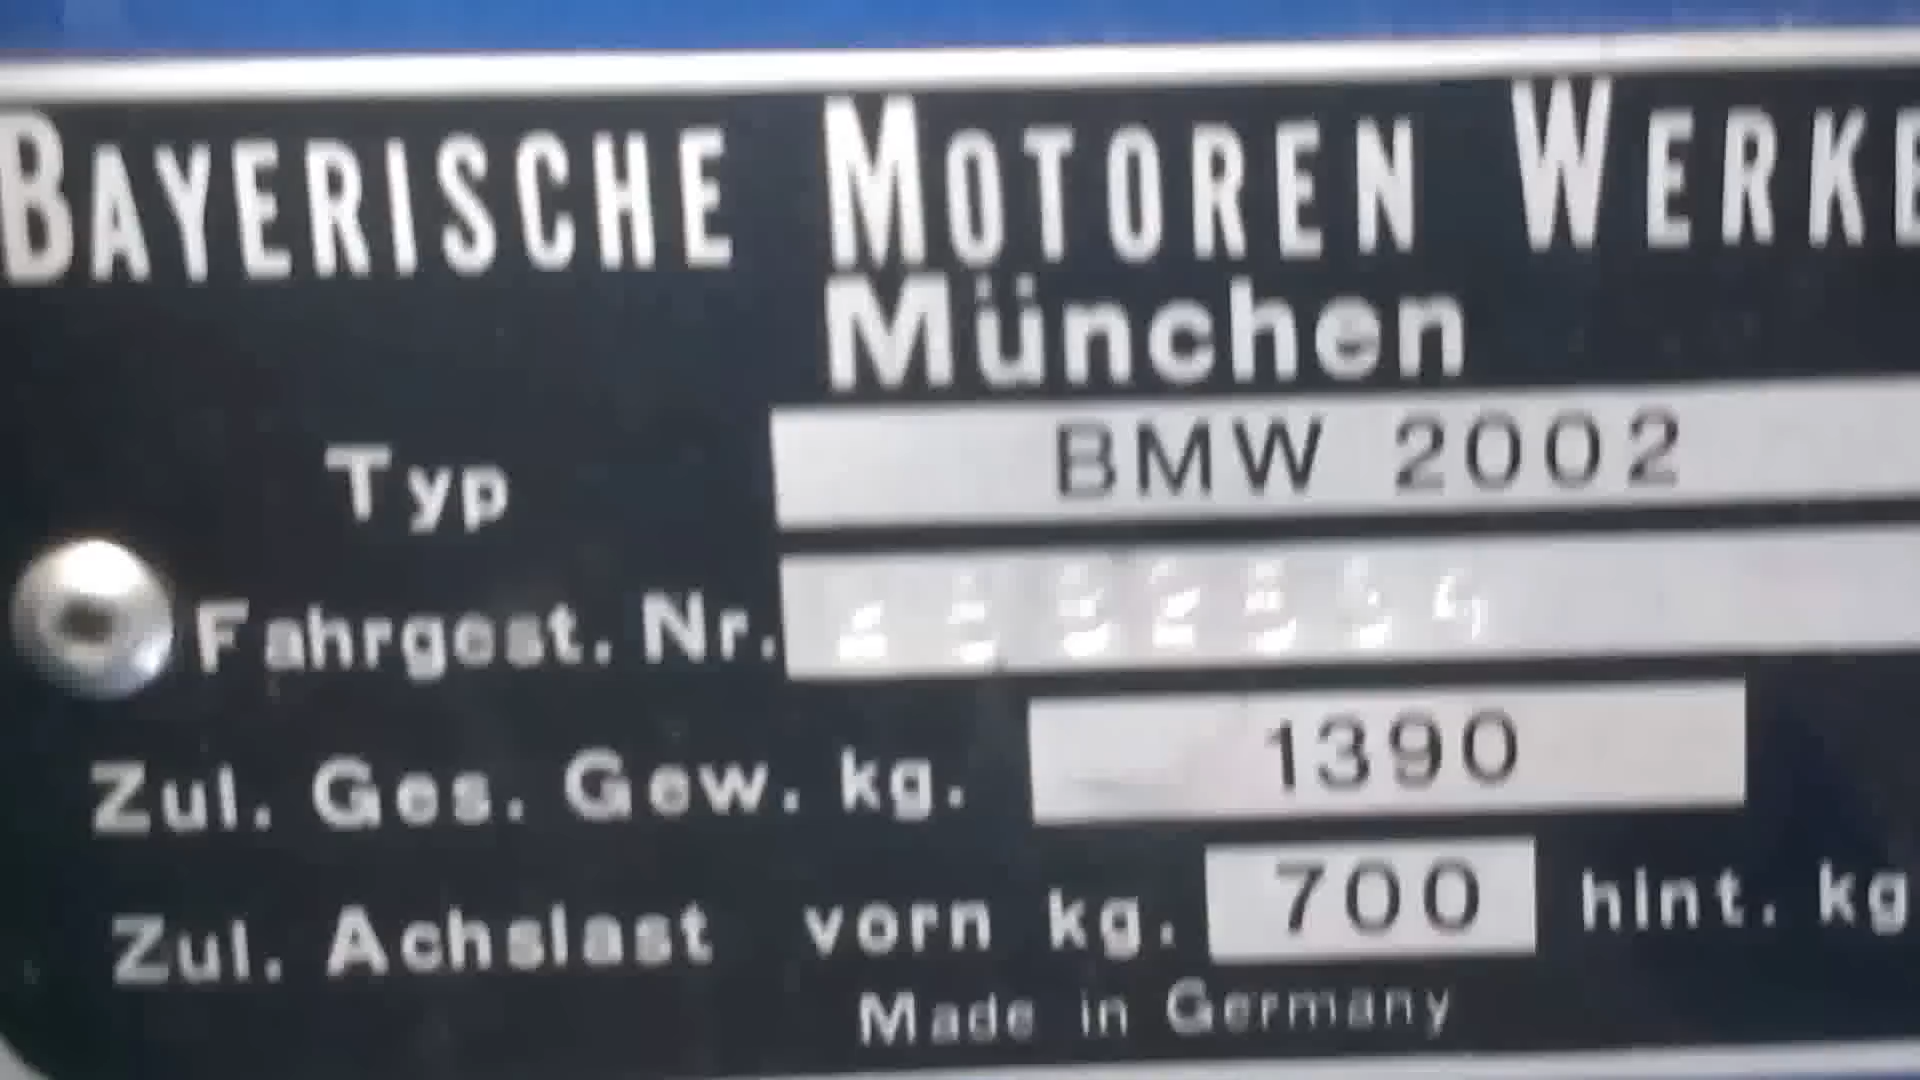 BAYERISCHE MOTOREN WERKE
München
Typ BMW 2002
Fahrgest. Nr.
Zul. Ges. Gew. kg. 1390
Zul. Achslast vorn kg. 700 hint. kg
Made in Germany